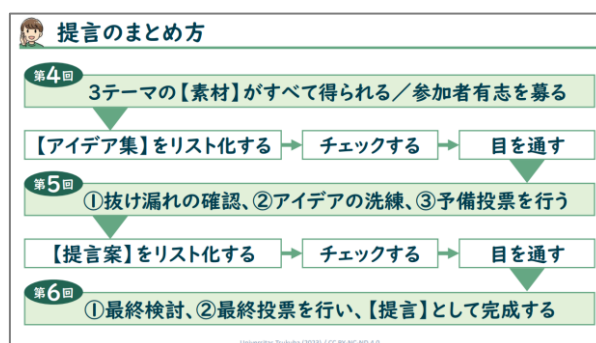 提言のまとめ方
第4回
3テーマの【素材】がすべて得られる／参加者有志を募る
【アイデア集】をリスト化する
チェックする
目を通す
第5回
①抜け漏れの確認、②アイデアの洗練、③予備投票を行う
【提言案】をリスト化する
チェックする
目を通す
第6回
①最終検討、②最終投票を行い、【提言】として完成する